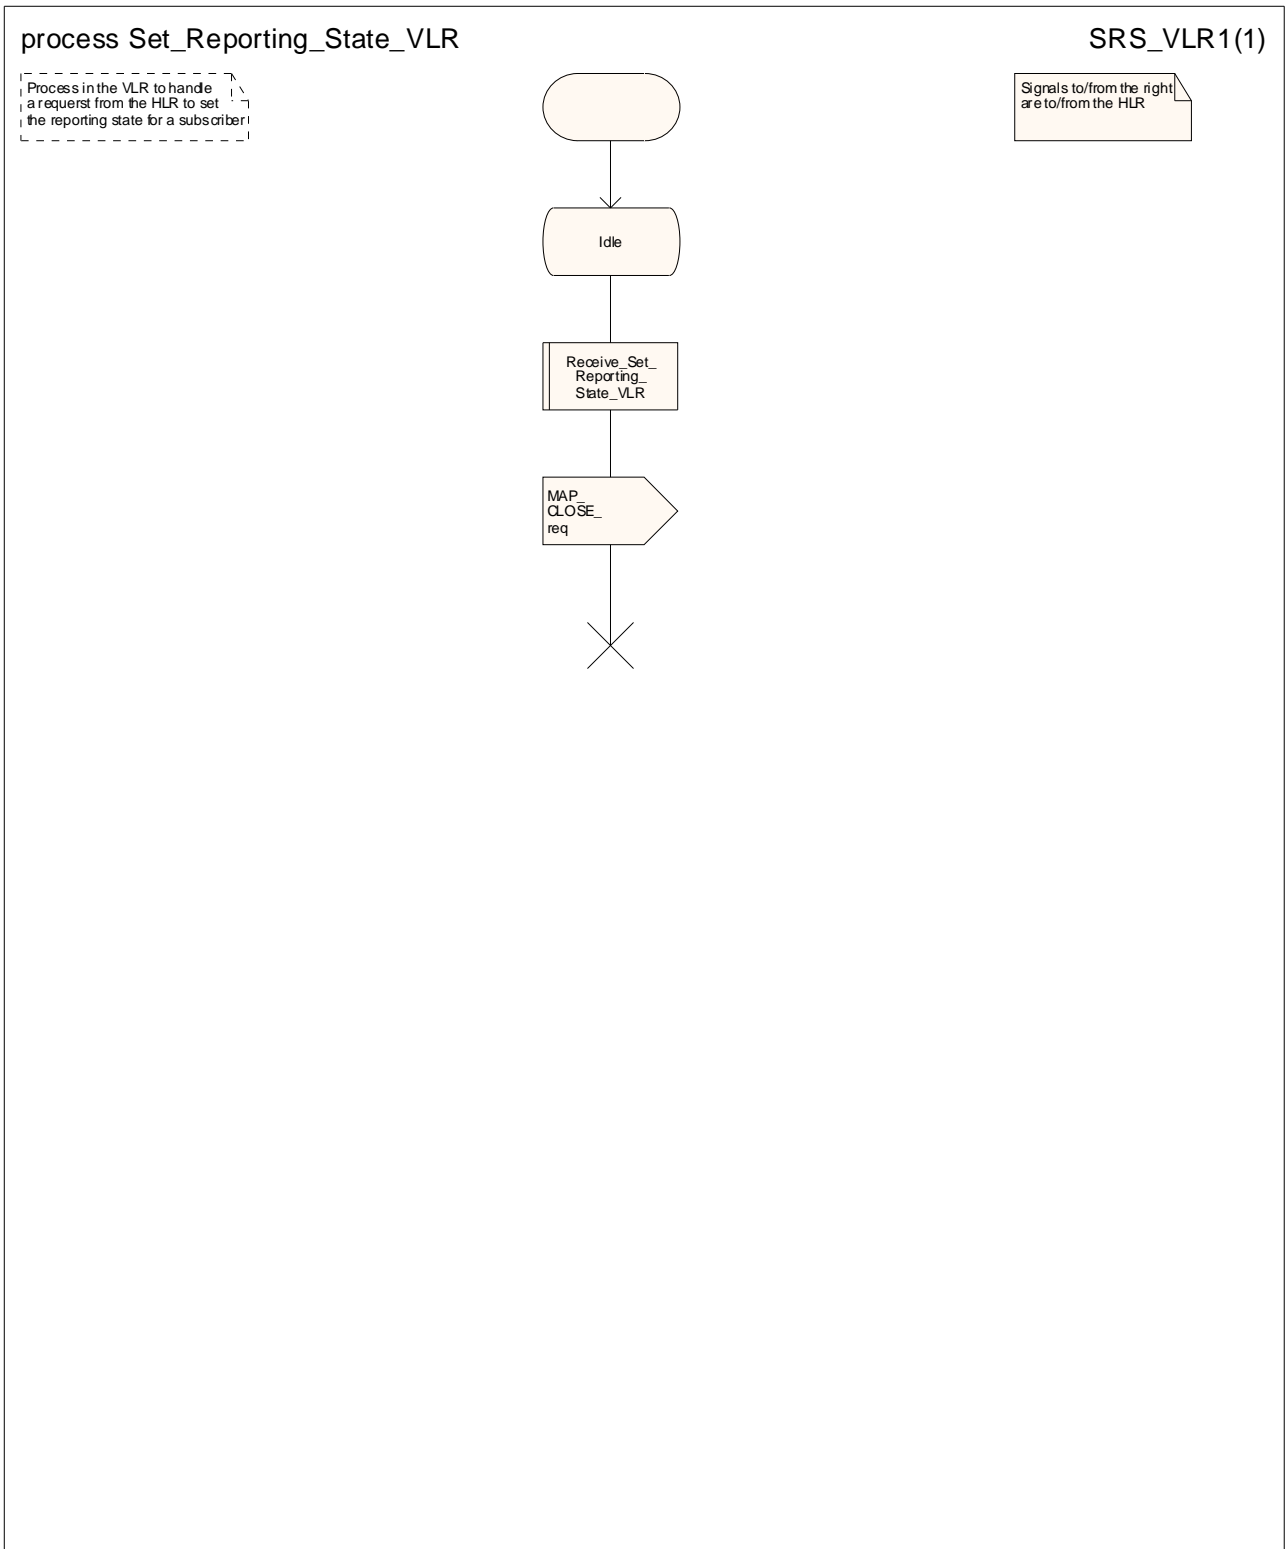 process Set_Reporting_State_VLR
SRS_VLR1(1)
Process in the VLR to handle
a requerst from the HLR to set
the reporting state for a subscriber
Signals to/from the right
are to/from the HLR
Idle
Receive_Set_
Reporting_
State_VLR
MAP_
CLOSE_
req